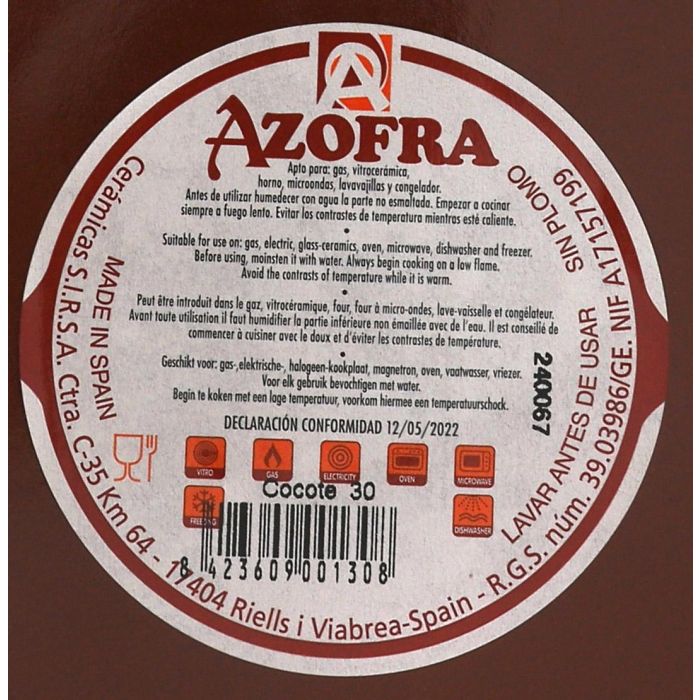 AZOFRA
Apto para: gas, vitrocerámica,
horno, microondas, lavavajillas y congelador.
Antes de utilizar humedecer con agua la parte no esmaltada. Empezar a cocinar
siempre a fuego lento. Evitar los contrastes de temperatura mientras esté caliente.
•
Suitable for use on: gas, electric, glass-ceramics, oven, microwave, dishwasher and freezer.
Before using, moinsten it with water. Always begin cooking on a low flame.
Avoid the contrasts of temperature while it is warm.
•
Peut être introduit dans le gaz, vitrocéramique, four, four à micro-ondes, lave-vaisselle et congélateur.
Avant toute utilisation il faut humidifier la partie inférieure non émaillée avec de l'eau. Il est conseillé de
commencer à cuisiner avec le doux et d'éviter les contrastes de température.
•
Geschikt voor: gas-,elektrische-, halogeen-kookplaat, magnetron, oven, vaatwasser, vriezer.
Voor elk gebruik bevochtigen met water.
Begin te koken met een lage temperatuur, voorkom hiermee een temperatuurschock.
DECLARACIÓN CONFORMIDAD 12/05/2022
240067
VITRO
GAS
ELECTRICITY
OVEN
MICROWAVE
Cocote 30
FREEZING
DISHWASHER
8 423609 001308
MADE IN SPAIN
SIN PLOMO
LAVAR ANTES DE USAR
Cerámicas S.I.R.S.A. Ctra. C-35 Km 64 - 17404 Riells i Viabrea-Spain - R.G.S. núm. 39.03986/GE. NIF A17157199